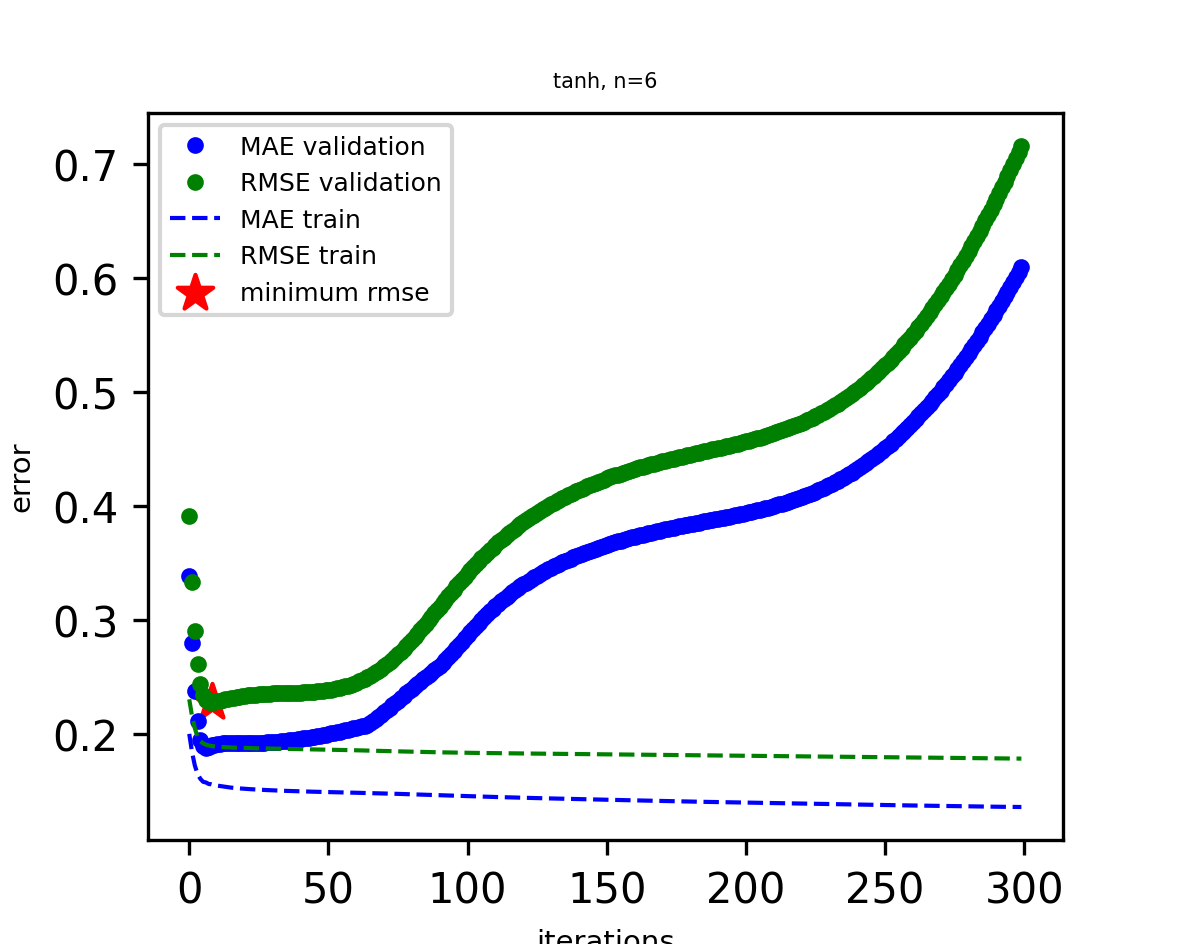 tanh, n=6
MAE validation
RMSE validation
MAE train
RMSE train
minimum rmse
0.7
0.6
0.5
0.4
0.3
0.2
error
0 50 100 150 200 250 300
iterations